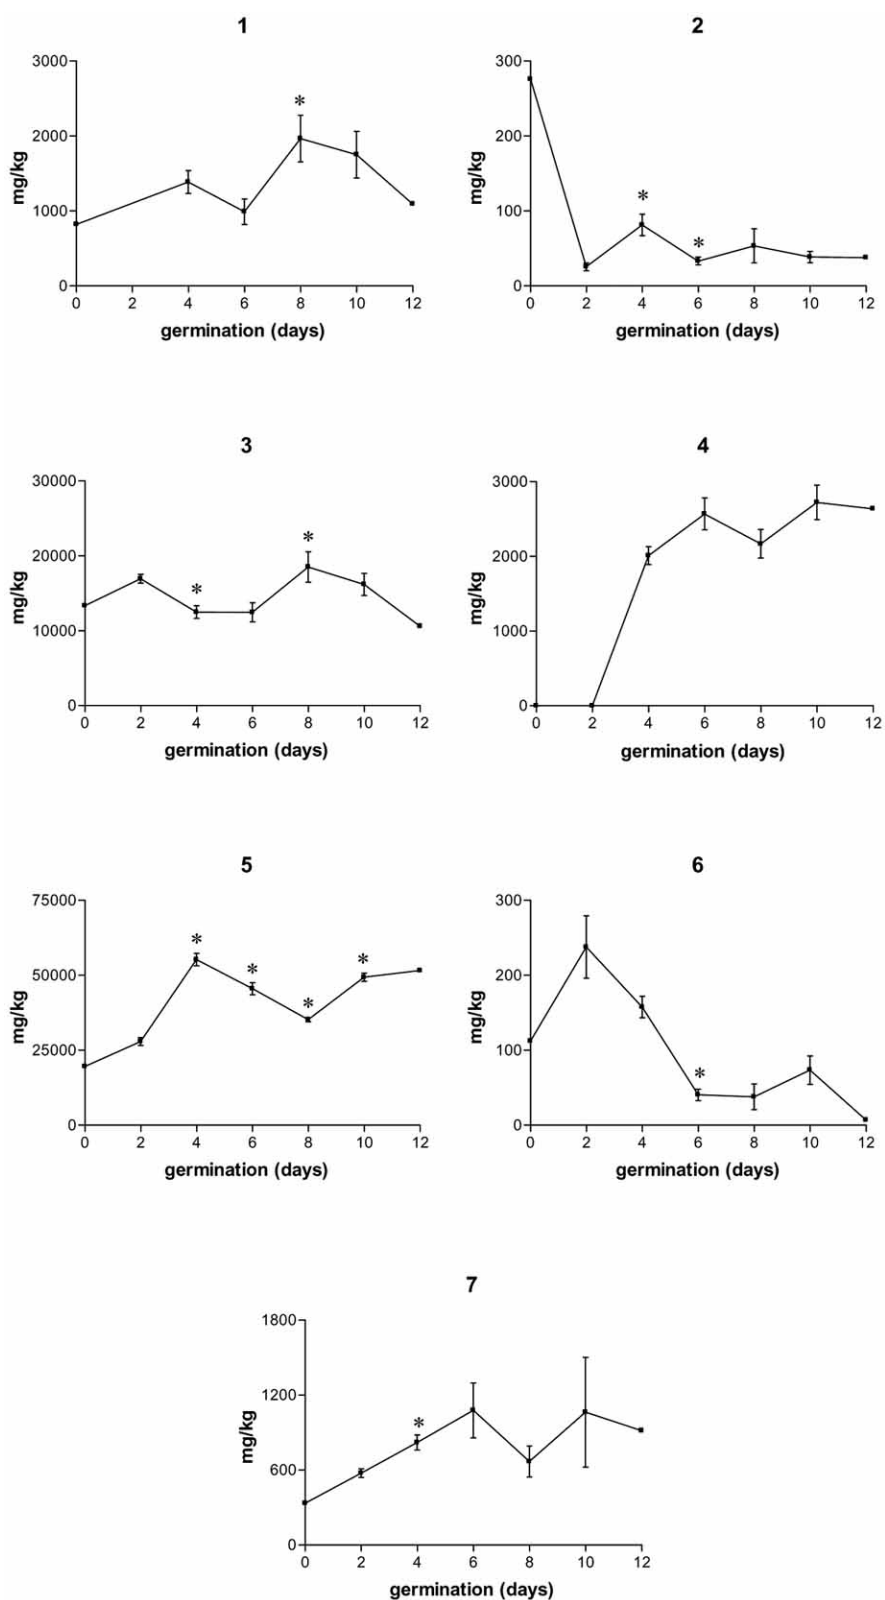 1
3000
2000
1000
0
mg/kg
*
0 2 4 6 8 10 12
germination (days)
2
300
200
100
0
mg/kg
* *
0 2 4 6 8 10 12
germination (days)
3
30000
20000
10000
0
mg/kg
* *
0 2 4 6 8 10 12
germination (days)
4
3000
2000
1000
0
mg/kg
0 2 4 6 8 10 12
germination (days)
5
75000
50000
25000
0
mg/kg
* * * *
0 2 4 6 8 10 12
germination (days)
6
300
200
100
0
mg/kg
*
0 2 4 6 8 10 12
germination (days)
7
1800
1200
600
0
mg/kg
*
0 2 4 6 8 10 12
germination (days)